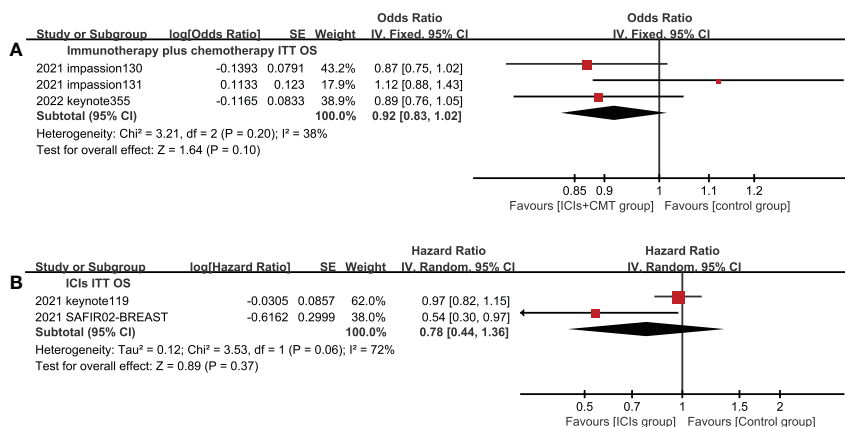 A
Odds Ratio Odds Ratio
Study or Subgroup log[Odds Ratio] SE Weight IV. Fixed. 95% CI IV. Fixed. 95% CI
Immunotherapy plus chemotherapy ITT OS
2021 impassion130 -0.1393 0.0791 43.2% 0.87 [0.75, 1.02]
2021 impassion131 0.1133 0.123 17.9% 1.12 [0.88, 1.43]
2022 keynote355 -0.1165 0.0833 38.9% 0.89 [0.76, 1.05]
Subtotal (95% CI) 100.0% 0.92 [0.83, 1.02]
Heterogeneity: Chi² = 3.21, df = 2 (P = 0.20); I² = 38%
Test for overall effect: Z = 1.64 (P = 0.10)
0.85 0.9 1 1.1 1.2
Favours [ICIs+CMT group] Favours [control group]
B
Hazard Ratio Hazard Ratio
Study or Subgroup log[Hazard Ratio] SE Weight IV. Random. 95% CI IV. Random. 95% CI
ICIs ITT OS
2021 keynote119 -0.0305 0.0857 62.0% 0.97 [0.82, 1.15]
2021 SAFIR02-BREAST -0.6162 0.2999 38.0% 0.54 [0.30, 0.97]
Subtotal (95% CI) 100.0% 0.78 [0.44, 1.36]
Heterogeneity: Tau² = 0.12; Chi² = 3.53, df = 1 (P = 0.06); I² = 72%
Test for overall effect: Z = 0.89 (P = 0.37)
0.5 0.7 1 1.5 2
Favours [ICIs group] Favours [Control group]